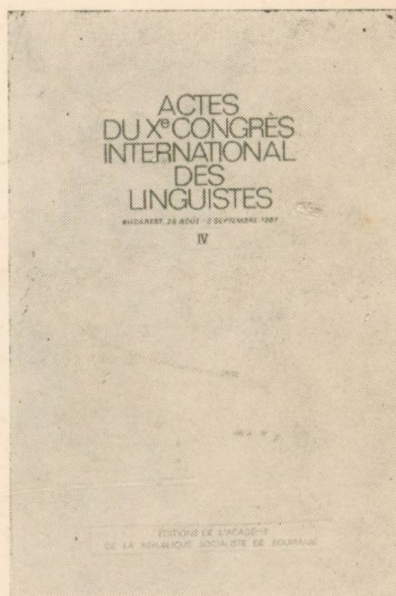 ACTES
DU Xᵉ CONGRÈS
INTERNATIONAL
DES
LINGUISTES
BUCAREST, 28 AOÛT - 2 SEPTEMBRE 1967
IV
ÉDITIONS DE L'ACADÉMIE
DE LA RÉPUBLIQUE SOCIALISTE DE ROUMANIE